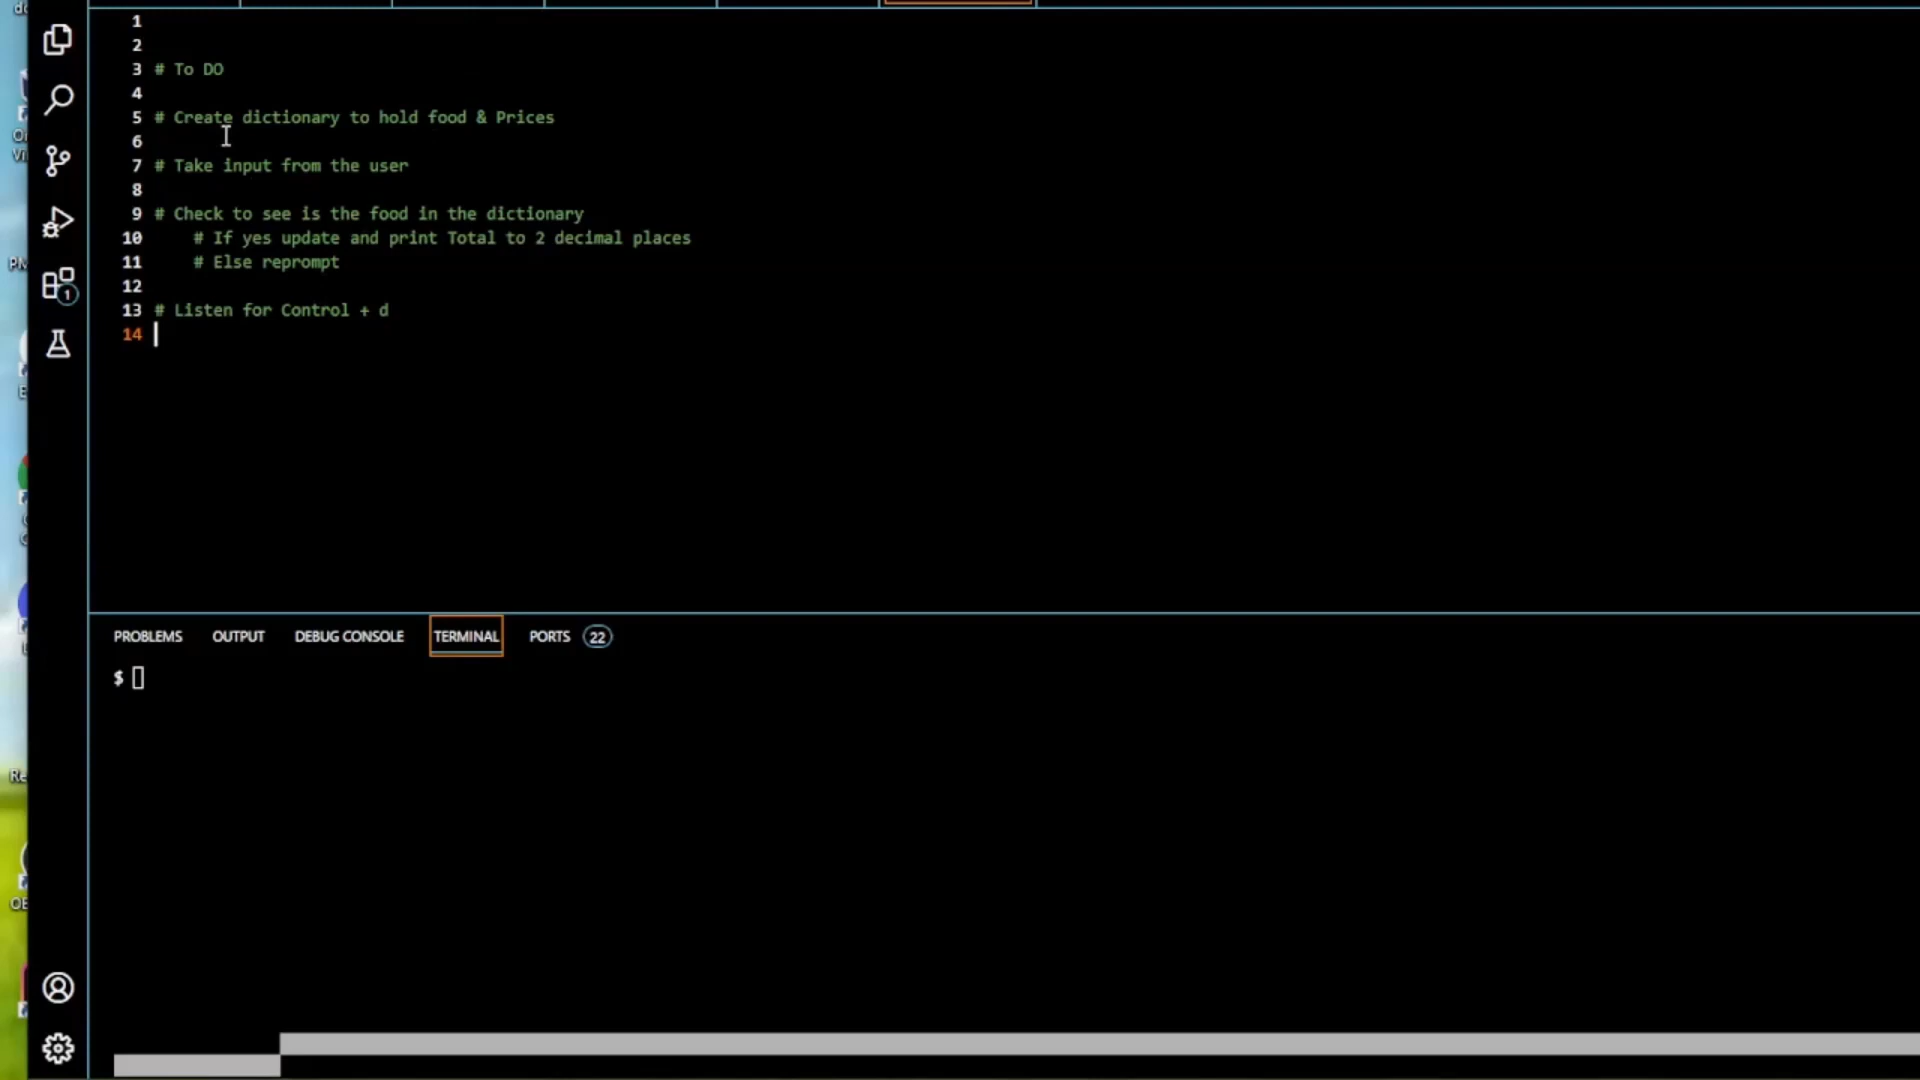 1
2
3 # To DO
4
5 # Create dictionary to hold food & Prices
6
7 # Take input from the user
8
9 # Check to see is the food in the dictionary
10 # If yes update and print Total to 2 decimal places
11 # Else reprompt
12
13 # Listen for Control + d
14
1
PROBLEMS OUTPUT DEBUG CONSOLE TERMINAL PORTS 22
$